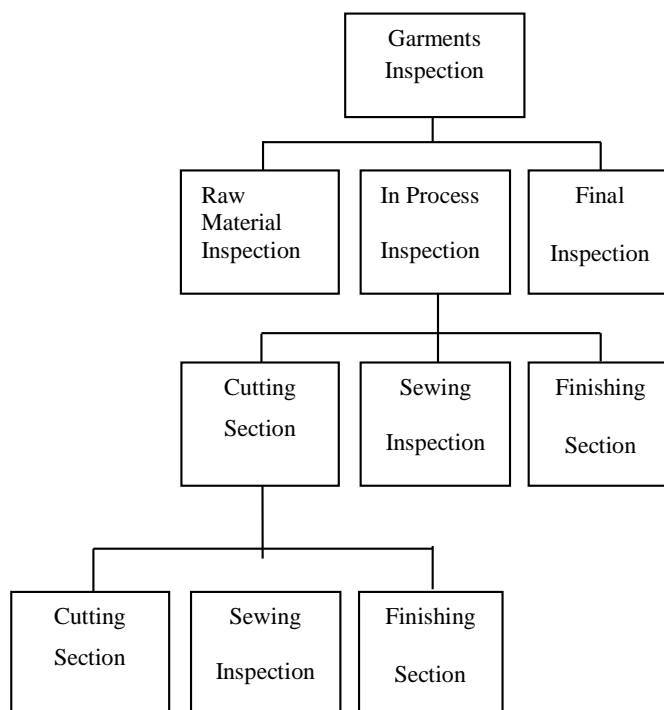 Garments
Inspection
Raw
Material
Inspection
In Process
Inspection
Final
Inspection
Cutting
Section
Sewing
Inspection
Finishing
Section
Cutting
Section
Sewing
Inspection
Finishing
Section